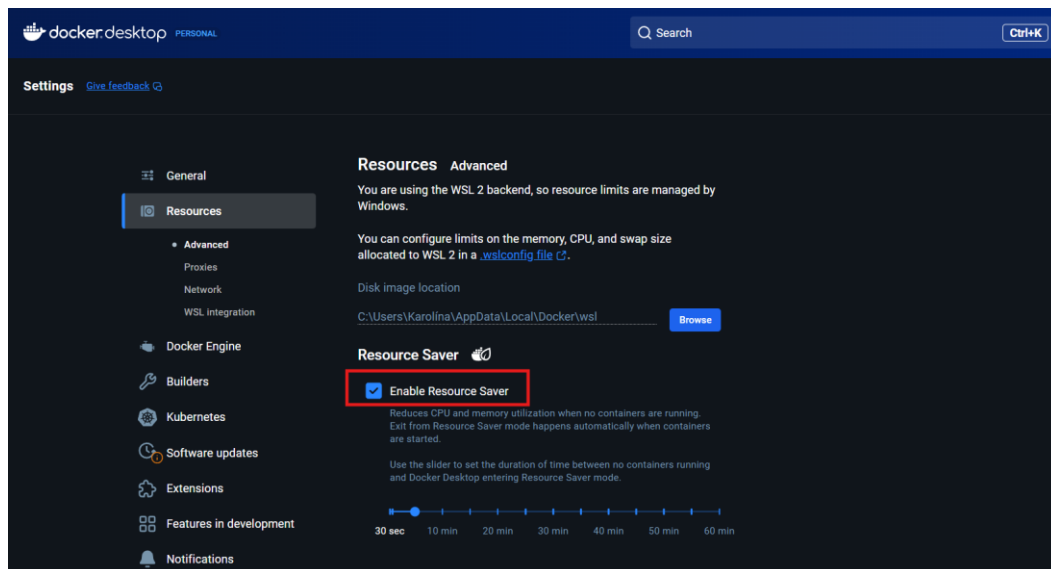 docker.desktop PERSONAL
Search
Ctrl+K
Settings Give feedback
General
Resources
Advanced
Proxies
Network
WSL integration
Docker Engine
Builders
Kubernetes
Software updates
Extensions
Features in development
Notifications
Resources Advanced
You are using the WSL 2 backend, so resource limits are managed by
Windows.
You can configure limits on the memory, CPU, and swap size
allocated to WSL 2 in a .wslconfig file.
Disk image location
C:\Users\Karolína\AppData\Local\Docker\wsl
Browse
Resource Saver
Enable Resource Saver
Reduces CPU and memory utilization when no containers are running.
Exit from Resource Saver mode happens automatically when containers
are started.
Use the slider to set the duration of time between no containers running
and Docker Desktop entering Resource Saver mode.
30 sec 10 min 20 min 30 min 40 min 50 min 60 min